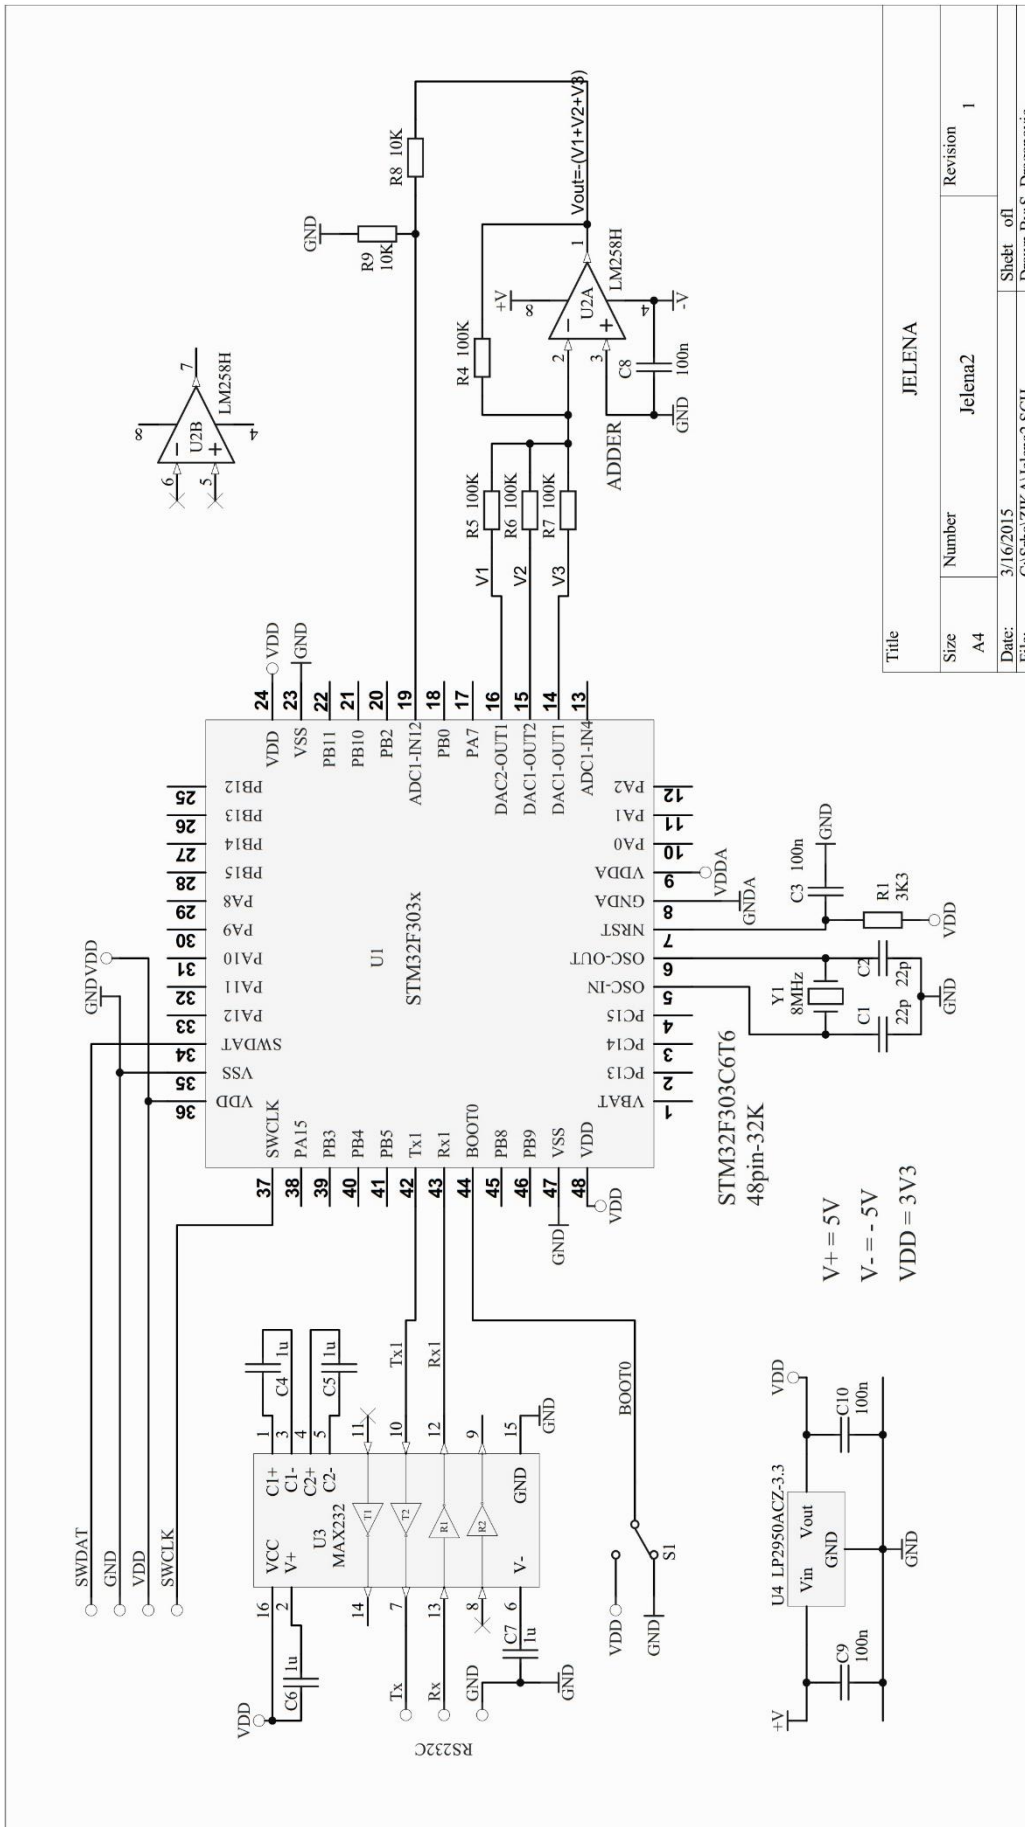 SWDAT
GND
VDD
SWCLK
GND
VDD
VDD
C6 1u
16
2
VCC
V+
U3
MAX232
C1+
C1-
C2+
C2-
1
3
4
5
C4
1u
C5
1u
14
7
13
8
6
T1
T2
R1
R2
11
10
12
9
15
V-
GND
GND
Tx
Rx
GND
RS232C
C7
1u
GND
Tx1
Rx1
BOOT0
VDD
GND
S1
37 SWCLK
38 PA15
39 PB3
40 PB4
41 PB5
42 Tx1
43 Rx1
44 BOOT0
45 PB8
46 PB9
47 VSS
48 VDD
GND
VDD
36 VDD
35 VSS
34 SWDAT
33 PA12
32 PA11
31 PA10
30 PA9
29 PA8
28 PB15
27 PB14
26 PB13
25 PB12
U1
STM32F303x
VDD 24
VSS 23
PB11 22
PB10 21
PB2 20
ADC1-IN12 19
PB0 18
PA7 17
DAC2-OUT1 16
DAC1-OUT2 15
DAC1-OUT1 14
ADC1-IN4 13
VDD
GND
VBAT 1
PC13 2
PC14 3
PC15 4
OSC-IN 5
OSC-OUT 6
NRST 7
GNDA 8
VDDA 9
PA0 10
PA1 11
PA2 12
STM32F303C6T6
48pin-32K
Y1
8MHz
C1
22p
C2
22p
GND
GNDA
VDDA
C3 100n
GND
R1
3K3
VDD
6
5
U2B
7
8
4
LM258H
GND
R9
10K
R8 10K
V1
V2
V3
R5 100K
R6 100K
R7 100K
R4 100K
ADDER
2
3
U2A
1
8
4
+V
-V
LM258H
C8
100n
GND
Vout=-(V1+V2+V3)
+V
C9
100n
U4 LP2950ACZ-3.3
Vin Vout
GND
GND
C10
100n
VDD
V+ = 5V
V- = - 5V
VDD = 3V3
Title
JELENA
Size
A4
Number
Jelena2
Revision
1
Date: 3/16/2015
Sheet of1